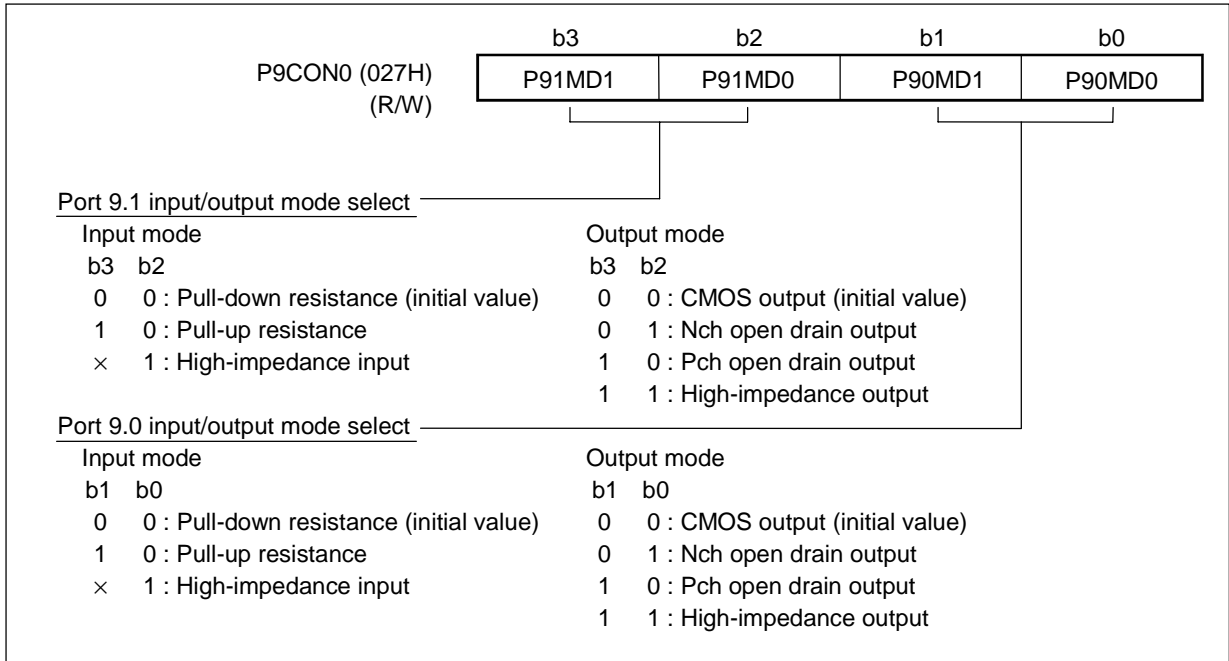 b3 b2 b1 b0
P9CON0 (027H) P91MD1 P91MD0 P90MD1 P90MD0
(R/W)
Port 9.1 input/output mode select
Input mode Output mode
b3 b2 b3 b2
0 0 : Pull-down resistance (initial value) 0 0 : CMOS output (initial value)
1 0 : Pull-up resistance 0 1 : Nch open drain output
× 1 : High-impedance input 1 0 : Pch open drain output
1 1 : High-impedance output
Port 9.0 input/output mode select
Input mode Output mode
b1 b0 b1 b0
0 0 : Pull-down resistance (initial value) 0 0 : CMOS output (initial value)
1 0 : Pull-up resistance 0 1 : Nch open drain output
× 1 : High-impedance input 1 0 : Pch open drain output
1 1 : High-impedance output